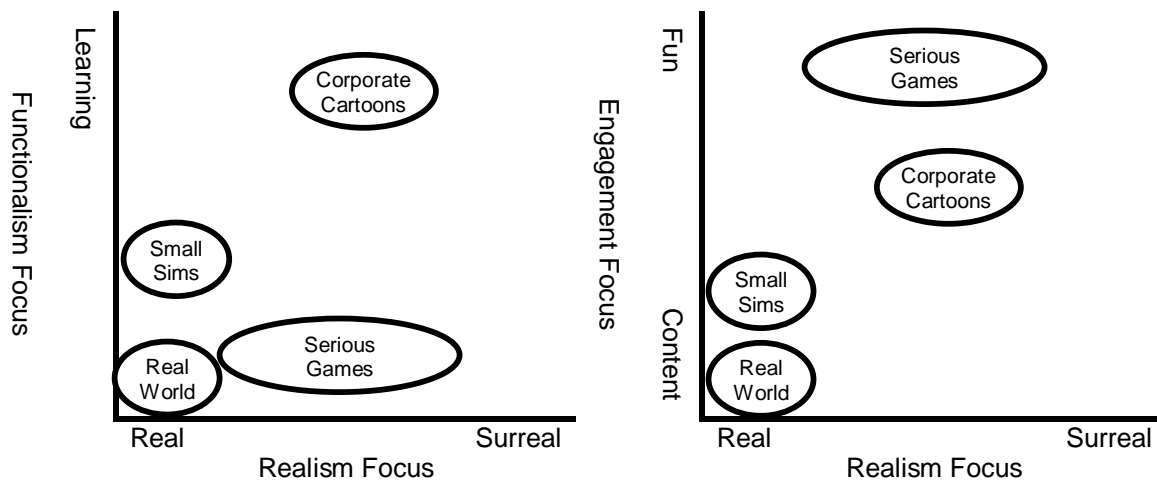 Functionalism Focus
Learning
Corporate
Cartoons
Small
Sims
Serious
Games
Real
World
Real
Surreal
Realism Focus
Engagement Focus
Fun
Content
Serious
Games
Corporate
Cartoons
Small
Sims
Real
World
Real
Surreal
Realism Focus